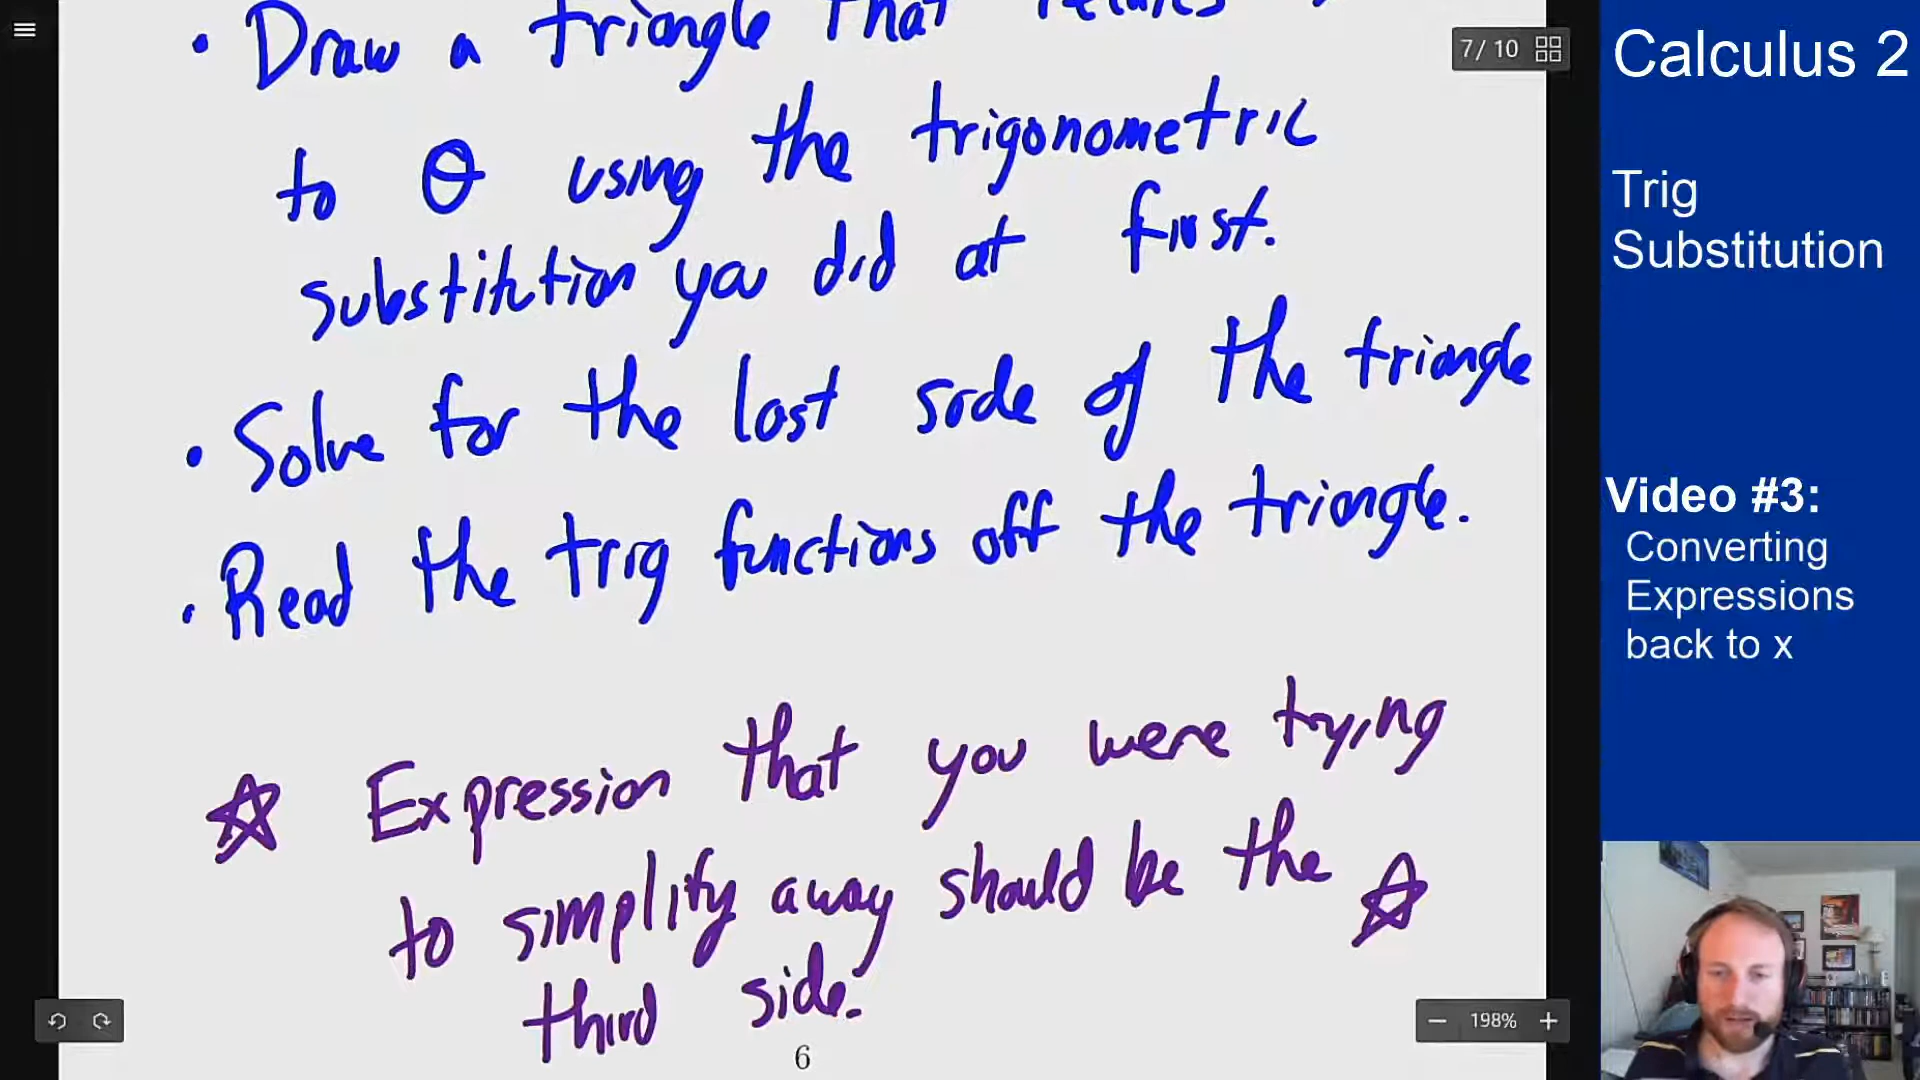 • Draw a triangle that relates
to θ using the trigonometric
substitution you did at first.
• Solve for the last side of the triangle
• Read the trig functions off the triangle.
☆ Expression that you were trying
to simplify away should be the ☆
third side.
6
7 / 10
198%
Calculus 2
Trig
Substitution
Video #3:
Converting
Expressions
back to x